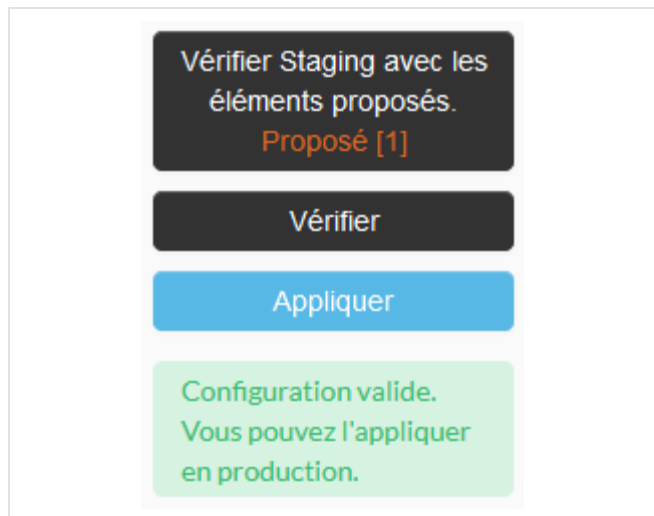 Vérifier Staging avec les
éléments proposés.
Proposé [1]
Vérifier
Appliquer
Configuration valide.
Vous pouvez l'appliquer
en production.